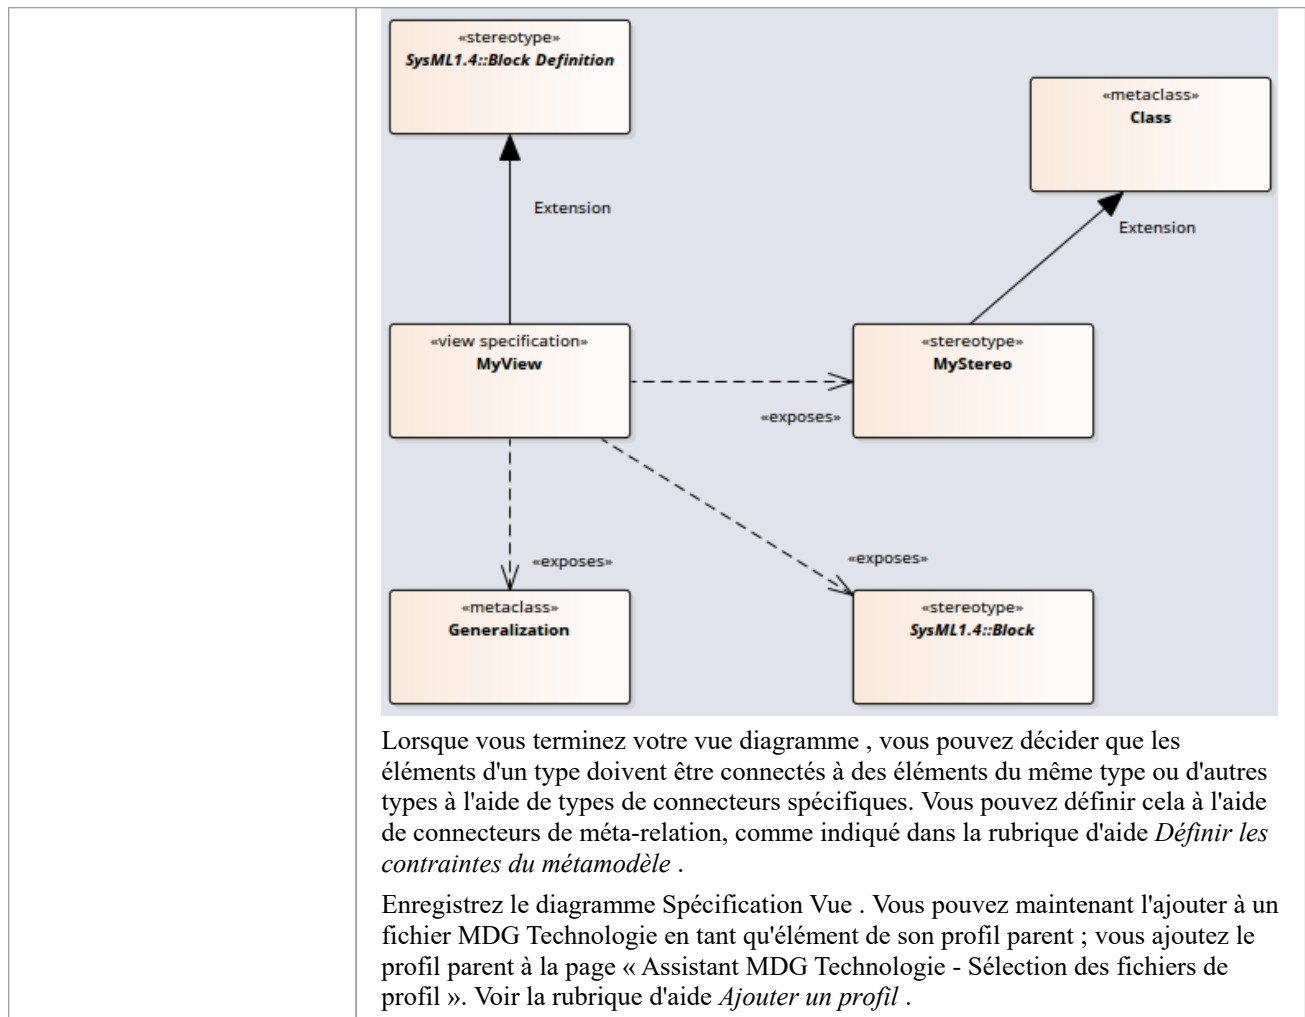 «stereotype»
SysML1.4::Block Definition
«metaclass»
Class
Extension
Extension
«view specification»
MyView
«stereotype»
MyStereo
«exposes»
«exposes»
«exposes»
«metaclass»
Generalization
«stereotype»
SysML1.4::Block
Lorsque vous terminez votre vue diagramme , vous pouvez décider que les
éléments d'un type doivent être connectés à des éléments du même type ou d'autres
types à l'aide de types de connecteurs spécifiques. Vous pouvez définir cela à l'aide
de connecteurs de méta-relation, comme indiqué dans la rubrique d'aide Définir les
contraintes du métamodèle .
Enregistrez le diagramme Spécification Vue . Vous pouvez maintenant l'ajouter à un
fichier MDG Technologie en tant qu'élément de son profil parent ; vous ajoutez le
profil parent à la page « Assistant MDG Technologie - Sélection des fichiers de
profil ». Voir la rubrique d'aide Ajouter un profil .